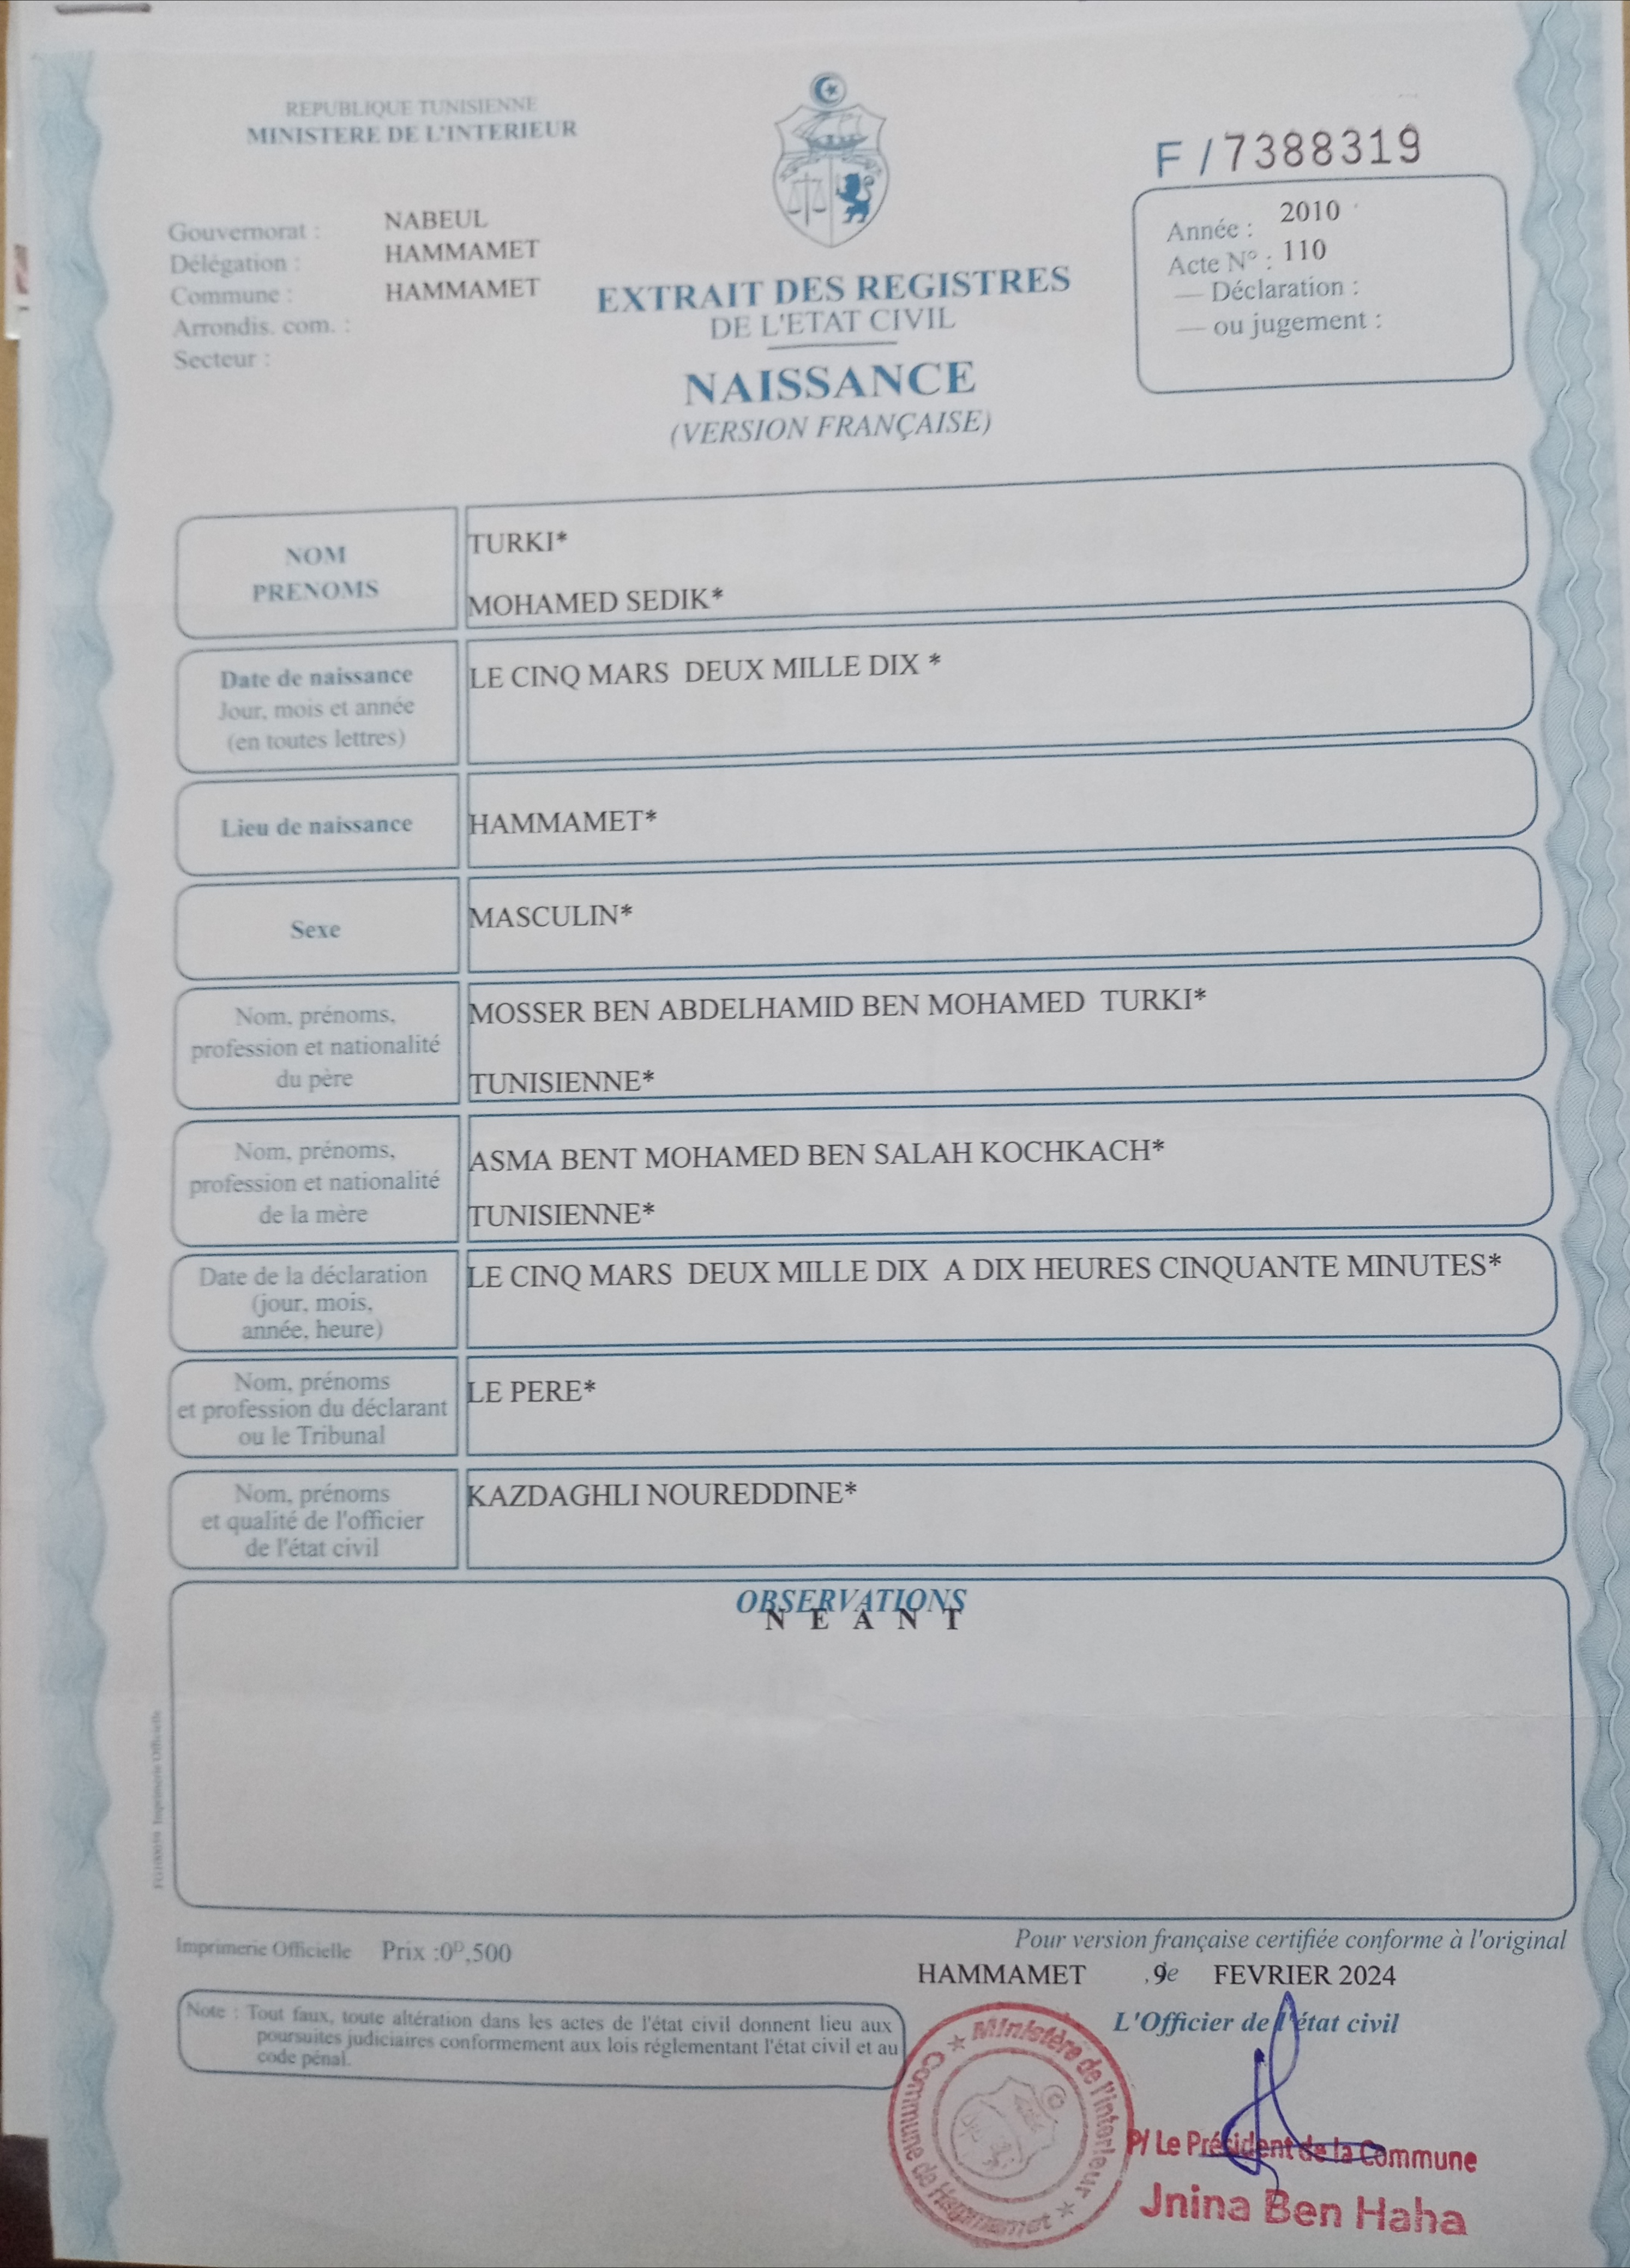 REPUBLIQUE TUNISIENNE
MINISTERE DE L'INTERIEUR
F / 7388319
Gouvernorat : NABEUL
Délégation : HAMMAMET
Commune : HAMMAMET
Arrondis. com. :
Secteur :
EXTRAIT DES REGISTRES
DE L'ETAT CIVIL
NAISSANCE
(VERSION FRANÇAISE)
Année : 2010
Acte N° : 110
— Déclaration :
— ou jugement :
NOM
PRENOMS
TURKI*
MOHAMED SEDIK*
Date de naissance
Jour, mois et année
(en toutes lettres)
LE CINQ MARS DEUX MILLE DIX *
Lieu de naissance
HAMMAMET*
Sexe
MASCULIN*
Nom, prénoms,
profession et nationalité
du père
MOSSER BEN ABDELHAMID BEN MOHAMED TURKI*
TUNISIENNE*
Nom, prénoms,
profession et nationalité
de la mère
ASMA BENT MOHAMED BEN SALAH KOCHKACH*
TUNISIENNE*
Date de la déclaration
(jour, mois,
année, heure)
LE CINQ MARS DEUX MILLE DIX A DIX HEURES CINQUANTE MINUTES*
Nom, prénoms
et profession du déclarant
ou le Tribunal
LE PERE*
Nom, prénoms
et qualité de l'officier
de l'état civil
KAZDAGHLI NOUREDDINE*
OBSERVATIONS
N E A N T
Imprimerie Officielle Prix :0ᴰ,500
Pour version française certifiée conforme à l'original
HAMMAMET 9e FEVRIER 2024
L'Officier de l'état civil
Note : Tout faux, toute altération dans les actes de l'état civil donnent lieu aux
poursuites judiciaires conformement aux lois réglementant l'état civil et au
code pénal.
Ministère de l'intérieur
Commune de Hammamet
P/ Le Président de la Commune
Jnina Ben Haha